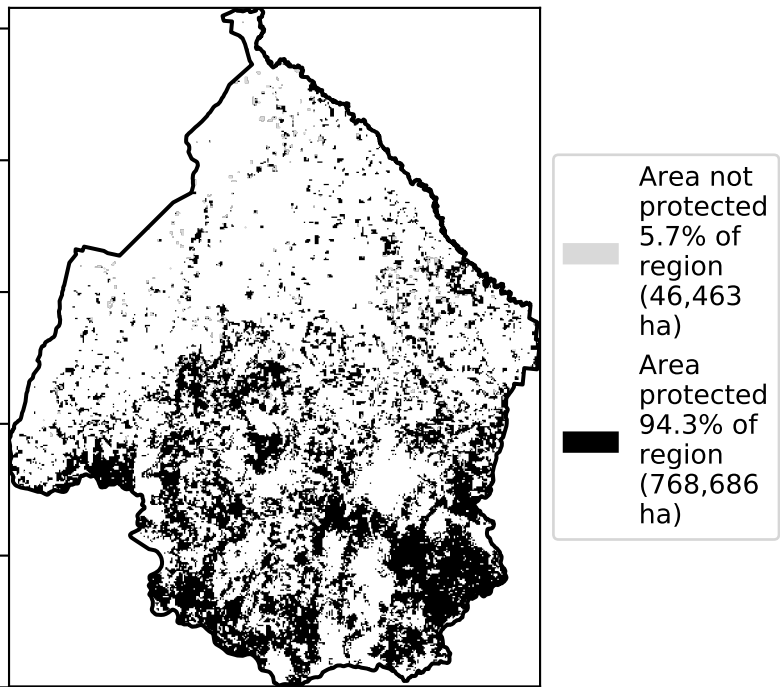 Area not
protected
5.7% of
region
(46,463
ha)
Area
protected
94.3% of
region
(768,686
ha)